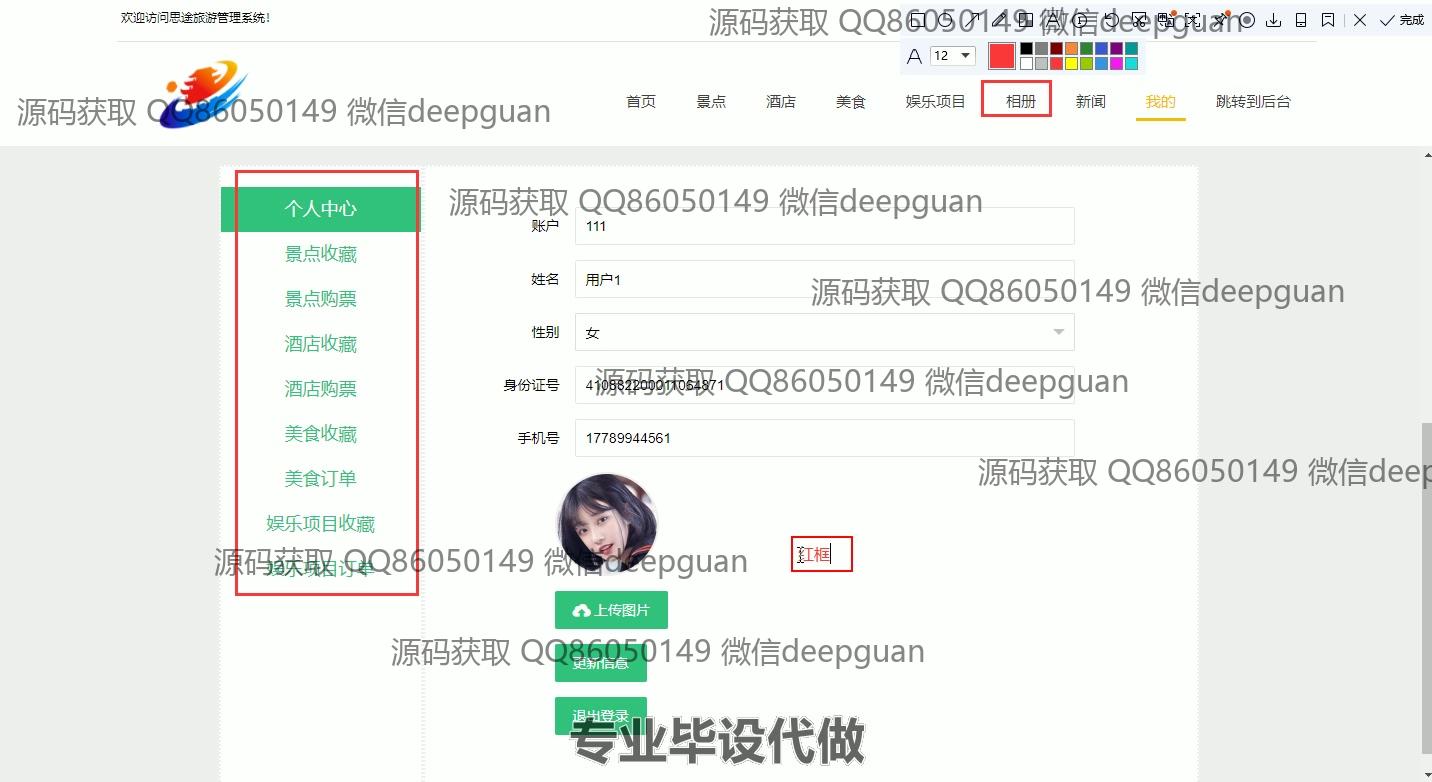 欢迎访问思途旅游管理系统!
源码获取 QQ86050149 微信deepguan
完成
A 12
源码获取 QQ86050149 微信deepguan
首页 景点 酒店 美食 娱乐项目 相册 新闻 我的 跳转到后台
个人中心
源码获取 QQ86050149 微信deepguan
账户 111
景点收藏
姓名 用户1
源码获取 QQ86050149 微信deepguan
景点购票
性别 女
酒店收藏
源码获取 QQ86050149 微信deepguan
身份证号
酒店购票
手机号 17789944561
美食收藏
源码获取 QQ86050149 微信deep
美食订单
娱乐项目收藏
红框
源码获取 QQ86050149 微信deepguan
娱乐项目订单
上传图片
源码获取 QQ86050149 微信deepguan
更新信息
退出登录
专业毕设代做